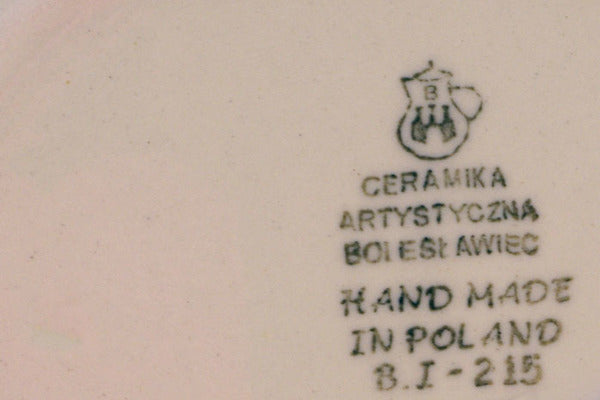 B
CERAMIKA
ARTYSTYCZNA
BOLESŁAWIEC
HAND MADE
IN POLAND
B.I-215